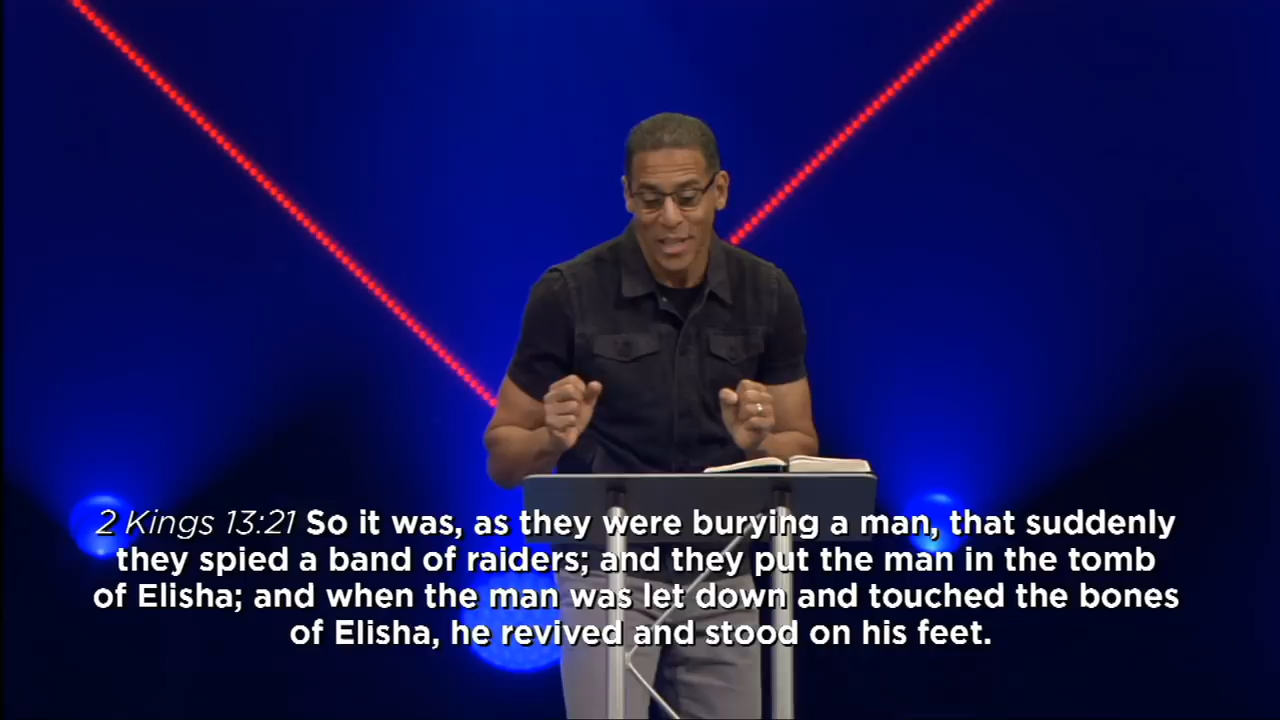 2 Kings 13:21 So it was, as they were burying a man, that suddenly
they spied a band of raiders; and they put the man in the tomb
of Elisha; and when the man was let down and touched the bones
of Elisha, he revived and stood on his feet.